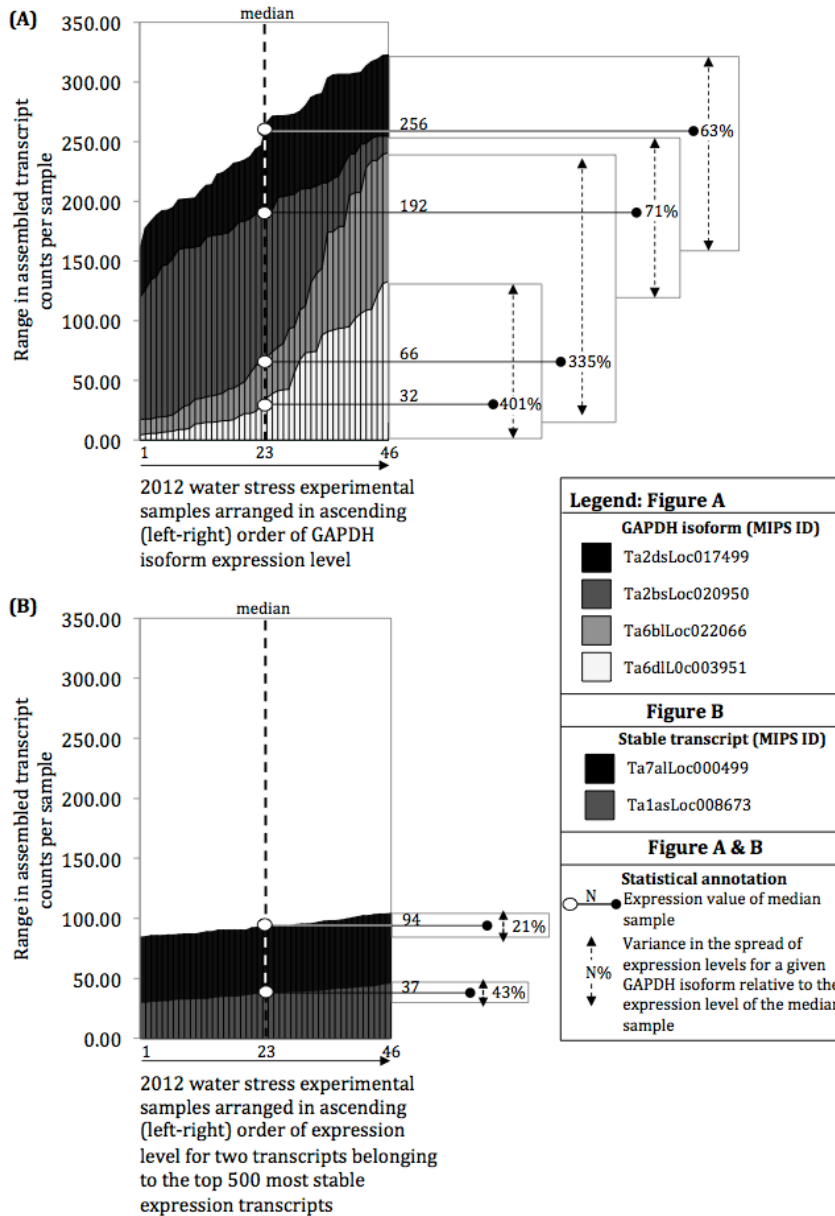 (A)
median
350.00
300.00
250.00
200.00
150.00
100.00
50.00
0.00
Range in assembled transcript
counts per sample
256
192
66
32
63%
71%
335%
401%
1
23
46
2012 water stress experimental
samples arranged in ascending
(left-right) order of GAPDH
isoform expression level
(B)
median
350.00
300.00
250.00
200.00
150.00
100.00
50.00
0.00
Range in assembled transcript
counts per sample
94
37
21%
43%
1
23
46
2012 water stress experimental
samples arranged in ascending
(left-right) order of expression
level for two transcripts belonging
to the top 500 most stable
expression transcripts
Legend: Figure A
GAPDH isoform (MIPS ID)
Ta2dsLoc017499
Ta2bsLoc020950
Ta6blLoc022066
Ta6dlL0c003951
Figure B
Stable transcript (MIPS ID)
Ta7alLoc000499
Ta1asLoc008673
Figure A & B
Statistical annotation
N
Expression value of median
sample
N%
Variance in the spread of
expression levels for a given
GAPDH isoform relative to the
expression level of the median
sample